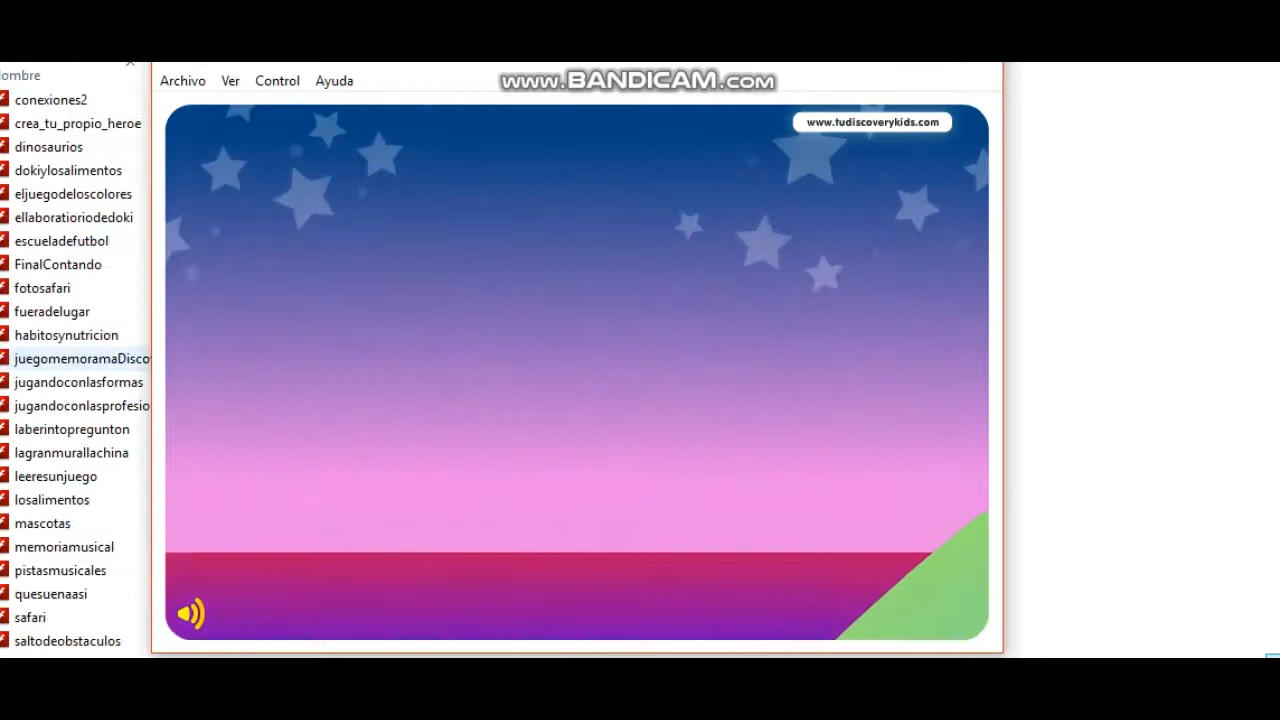 ombre
conexiones2
crea_tu_propio_heroe
dinosaurios
dokiylosalimentos
eljuegodeloscolores
ellaboratioriodedoki
escueladefutbol
FinalContando
fotosafari
fueradelugar
habitosynutricion
juegomemoramaDisco
jugandoconlasformas
jugandoconlasprofesio
laberintopregunton
lagranmurallachina
leeresunjuego
losalimentos
mascotas
memoriamusical
pistasmusicales
quesuenaasi
safari
saltodeobstaculos
Archivo Ver Control Ayuda
www.BANDICAM.com
www.tudiscoverykids.com